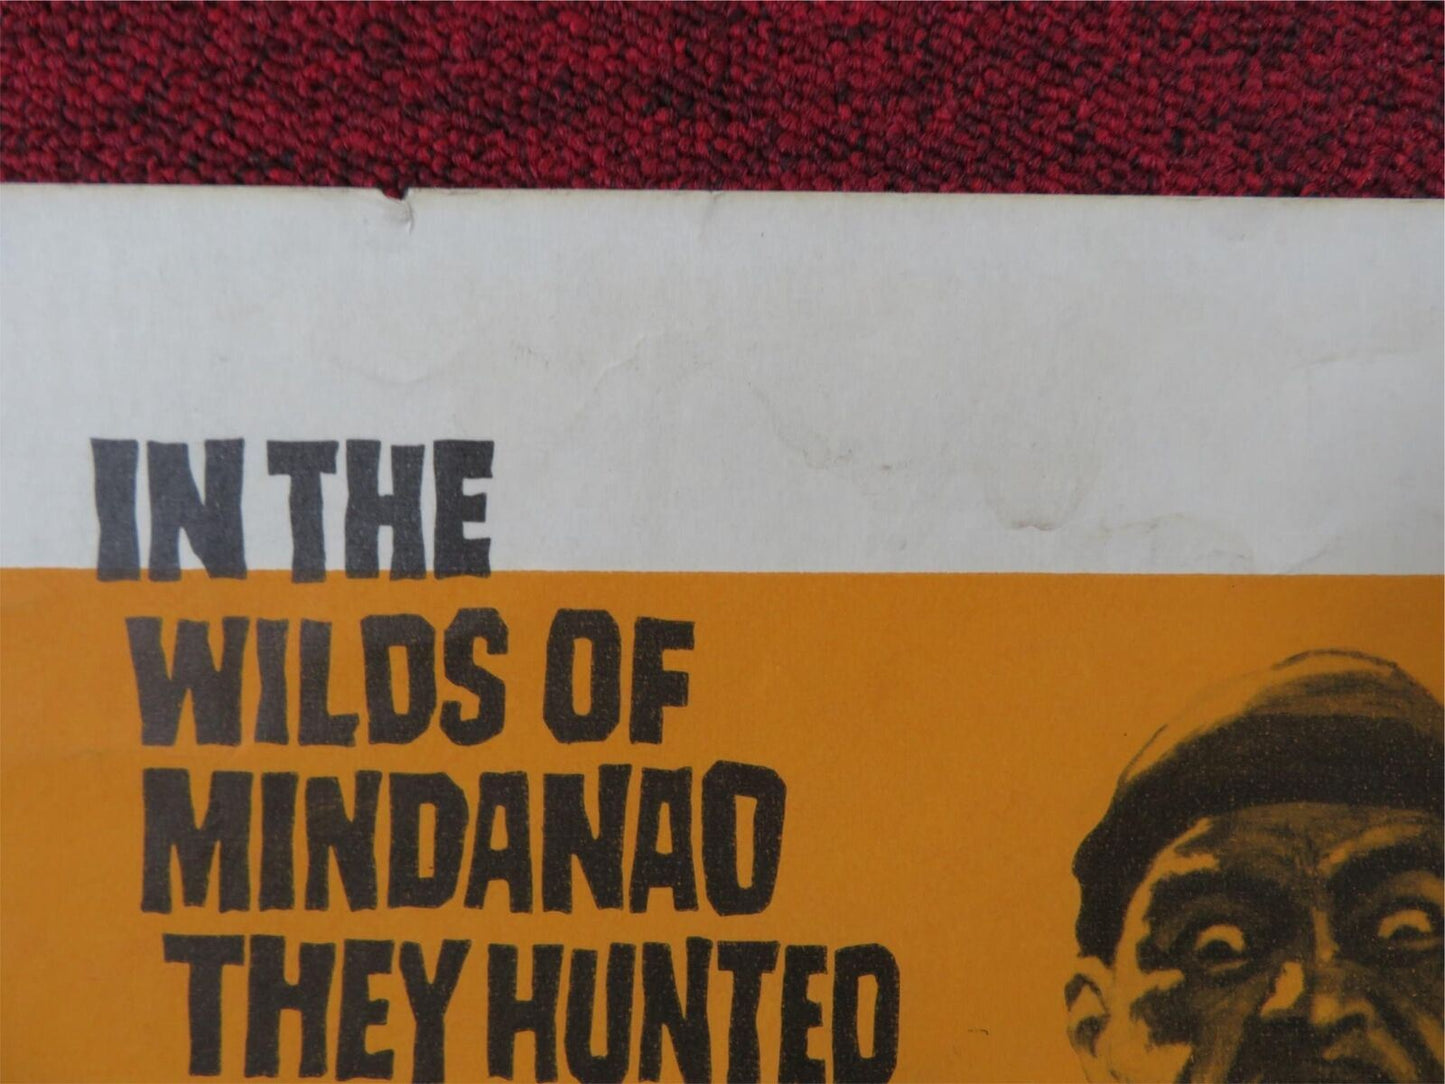 IN THE
WILDS OF
MINDANAO
THEY HUNTED